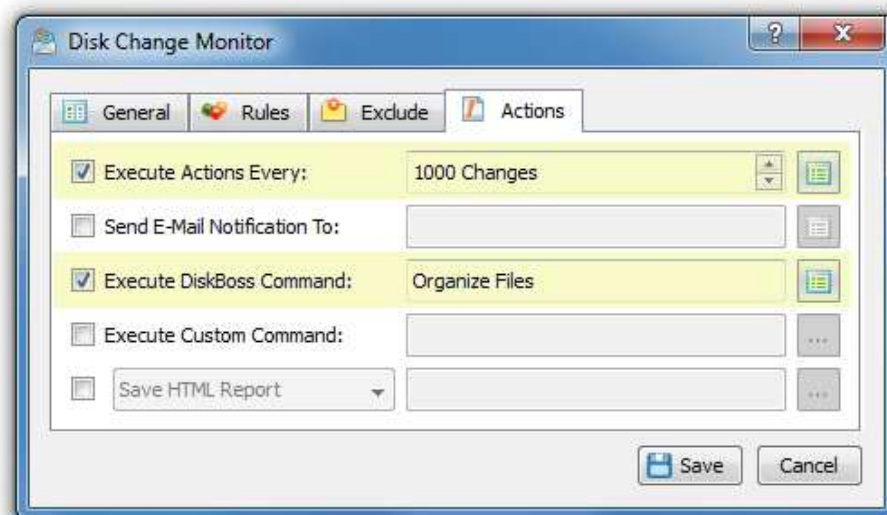 Disk Change Monitor
?
X
General Rules Exclude Actions
Execute Actions Every: 1000 Changes
Send E-Mail Notification To:
Execute DiskBoss Command: Organize Files
Execute Custom Command: ...
Save HTML Report ...
Save Cancel